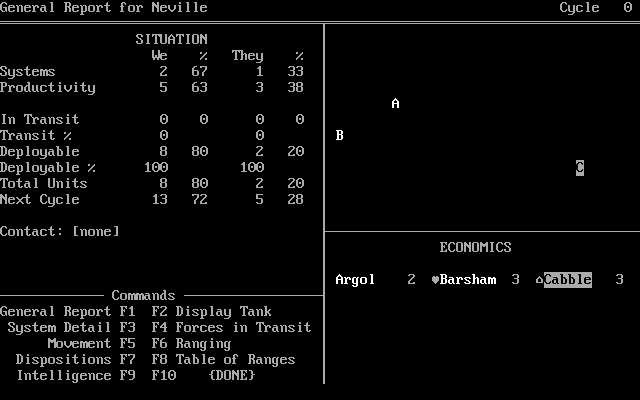 General Report for Neville Cycle 0
SITUATION
We % They %
Systems 2 67 1 33
Productivity 5 63 3 38
In Transit 0 0 0 0
Transit % 0 0
Deployable 8 80 2 20
Deployable % 100 100
Total Units 8 80 2 20
Next Cycle 13 72 5 28
Contact: [none]
A
B
C
ECONOMICS
Argol 2 ♥Barsham 3 ⌂Cabble 3
Commands
General Report F1 F2 Display Tank
System Detail F3 F4 Forces in Transit
Movement F5 F6 Ranging
Dispositions F7 F8 Table of Ranges
Intelligence F9 F10 {DONE}